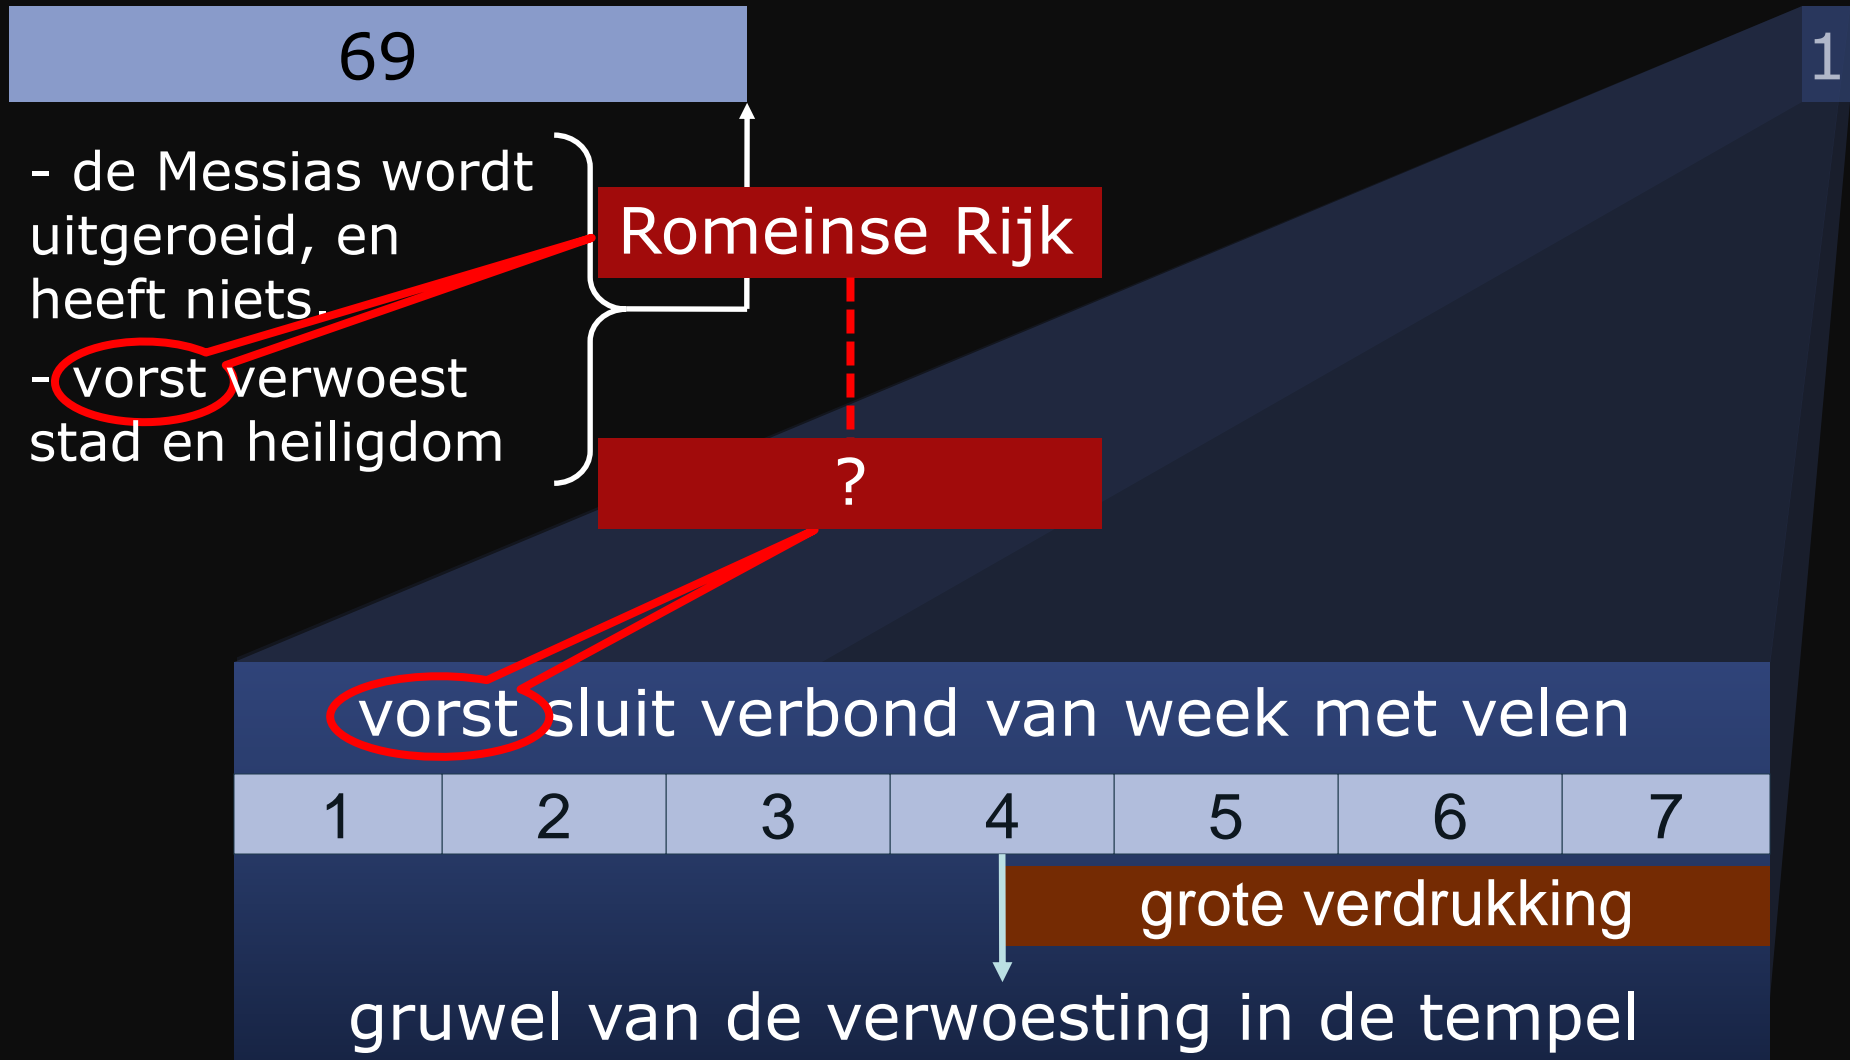 69
1
- de Messias wordt
uitgeroeid, en
heeft niets.
- vorst verwoest
stad en heiligdom
Romeinse Rijk
?
vorst sluit verbond van week met velen
1 2 3 4 5 6 7
grote verdrukking
gruwel van de verwoesting in de tempel